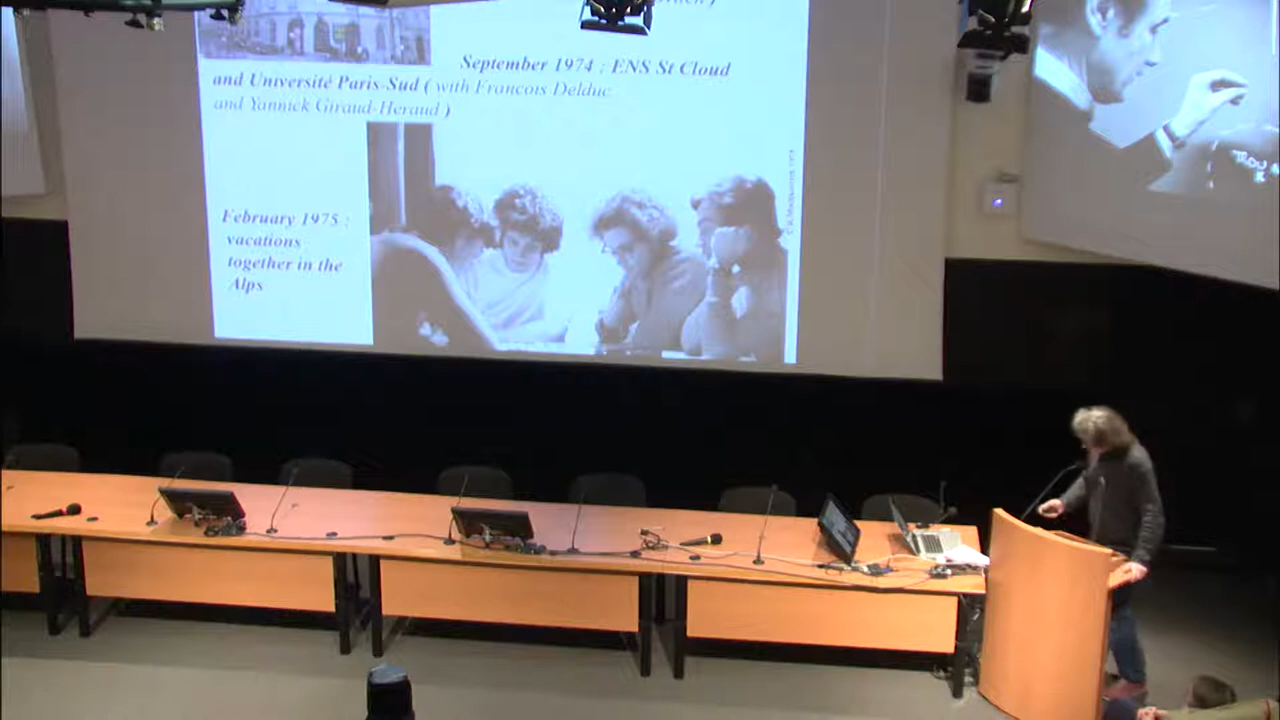 September 1974 : ENS St Cloud
and Université Paris-Sud ( with Francois Delduc
and Yannick Giraud-Heraud )
February 1975 :
vacations
together in the
Alps